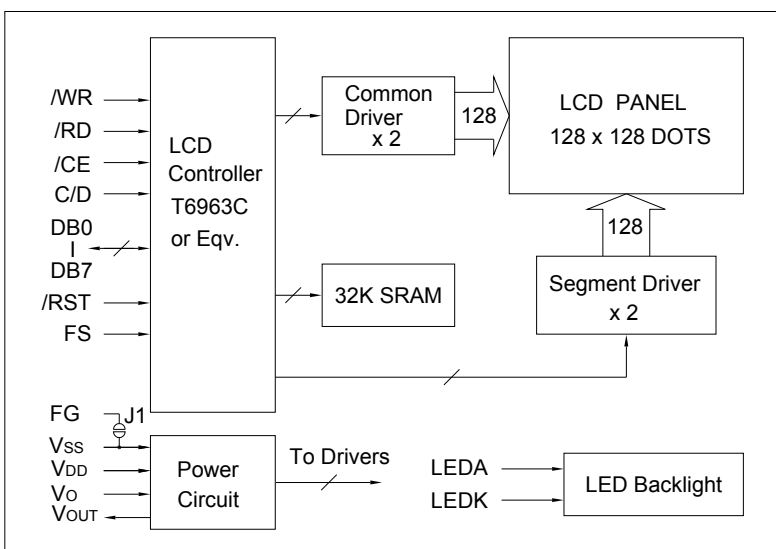 /WR
/RD
/CE
C/D
DB0
DB7
/RST
FS
LCD
Controller
T6963C
or Eqv.
Common
Driver
x 2
128
LCD PANEL
128 x 128 DOTS
128
32K SRAM
Segment Driver
x 2
FG
J1
VSS
VDD
VO
VOUT
Power
Circuit
To Drivers
LEDA
LEDK
LED Backlight